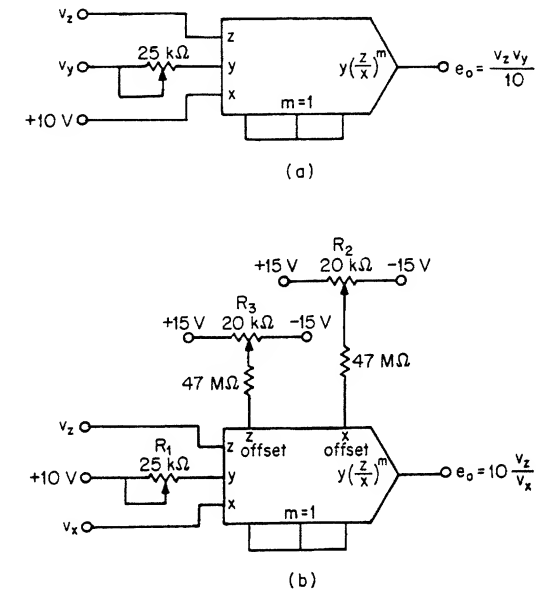 v_z
z
25 kΩ
v_y
y
y(z/x)^m
e_o = v_z v_y / 10
x
+10 V
m=1
(a)
R_2
+15 V 20 kΩ -15 V
R_3
+15 V 20 kΩ -15 V
47 MΩ
47 MΩ
v_z
z
z offset
x offset
R_1
25 kΩ
+10 V
y
y(z/x)^m
e_o = 10 v_z/v_x
x
v_x
m=1
(b)